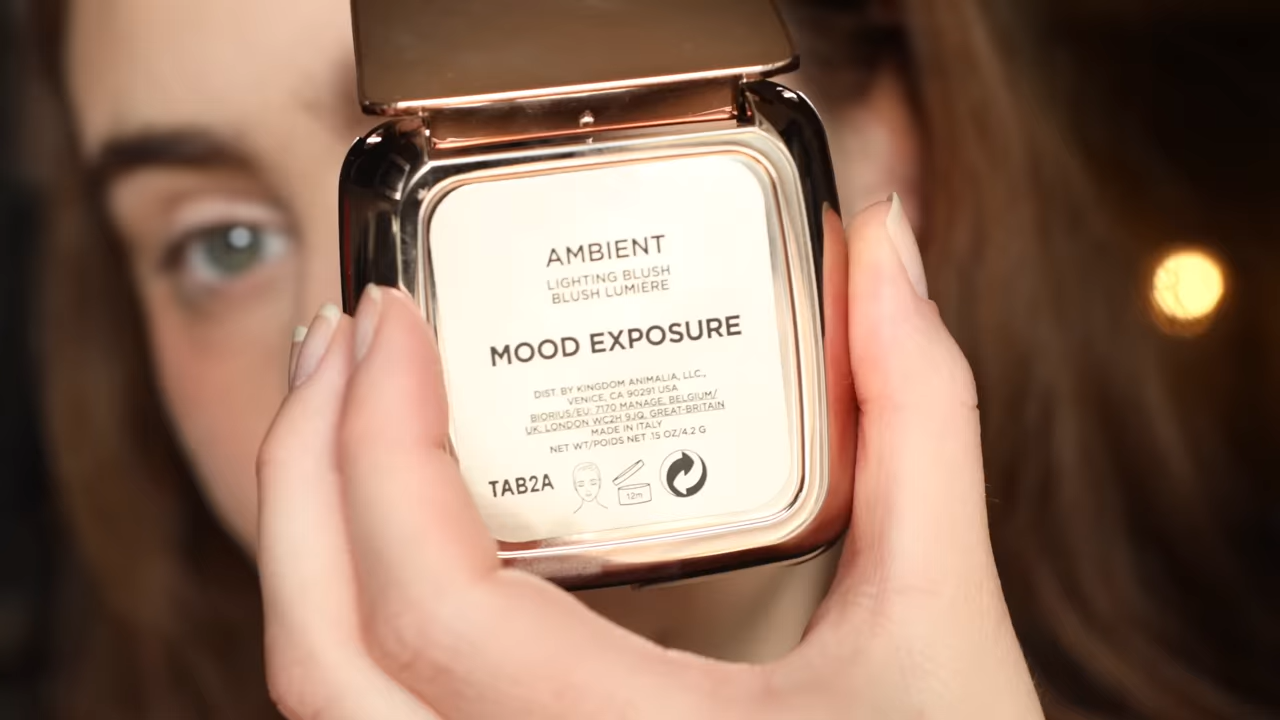 AMBIENT
LIGHTING BLUSH
BLUSH LUMIÈRE
MOOD EXPOSURE
DIST. BY KINGDOM ANIMALIA, LLC.,
VENICE, CA 90291 USA
BIORIUS/EU, 7170 MANAGE, BELGIUM/
UK, LONDON WC2H 9JQ, GREAT-BRITAIN
MADE IN ITALY
NET WT/POIDS NET .15 OZ/4.2 G
TAB2A
12m